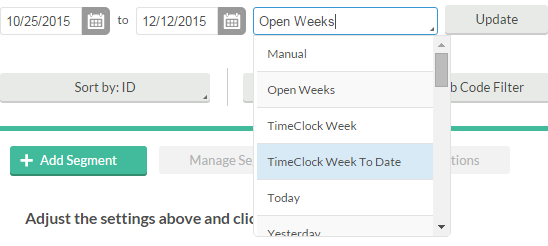 10/25/2015 to 12/12/2015 Open Weeks Update
Manual
Sort by: ID Open Weeks b Code Filter
TimeClock Week
+ Add Segment Manage Se TimeClock Week To Date tions
Today
Adjust the settings above and clic
Yesterday